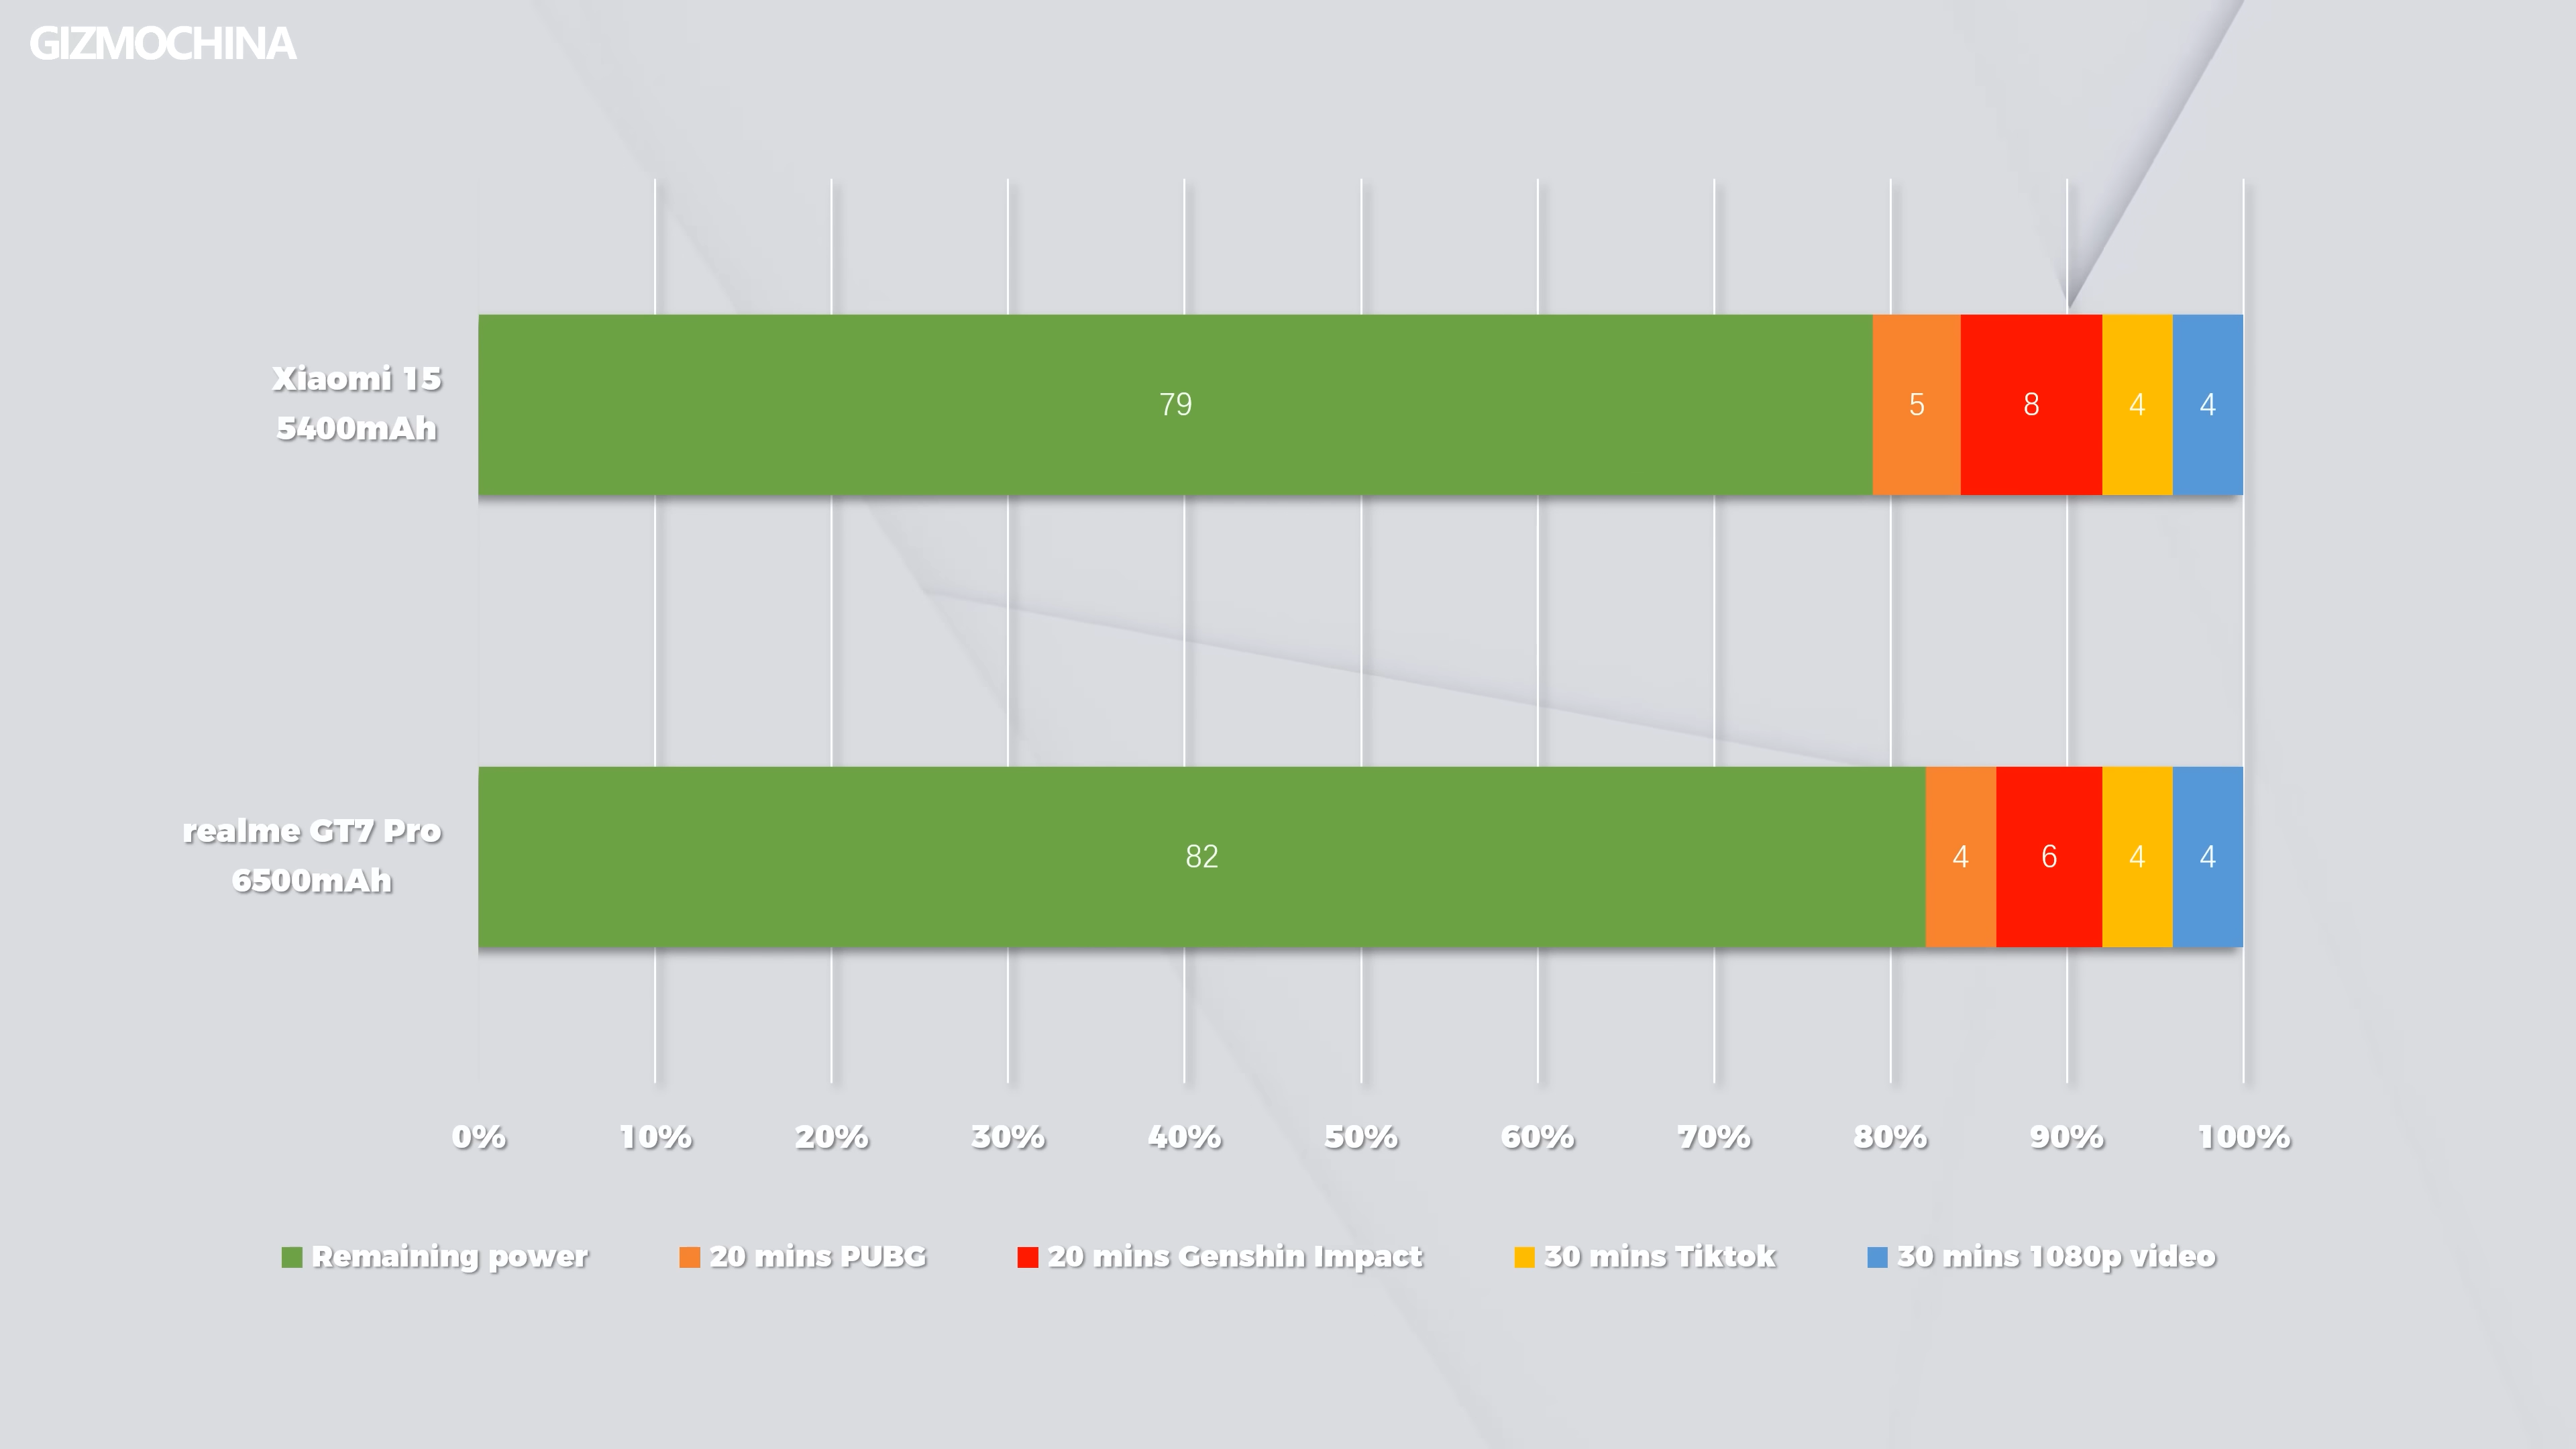 GIZMOCHINA
Xiaomi 15
5400mAh
79 5 8 4 4
realme GT7 Pro
6500mAh
82 4 6 4 4
0% 10% 20% 30% 40% 50% 60% 70% 80% 90% 100%
Remaining power 20 mins PUBG 20 mins Genshin Impact 30 mins Tiktok 30 mins 1080p video